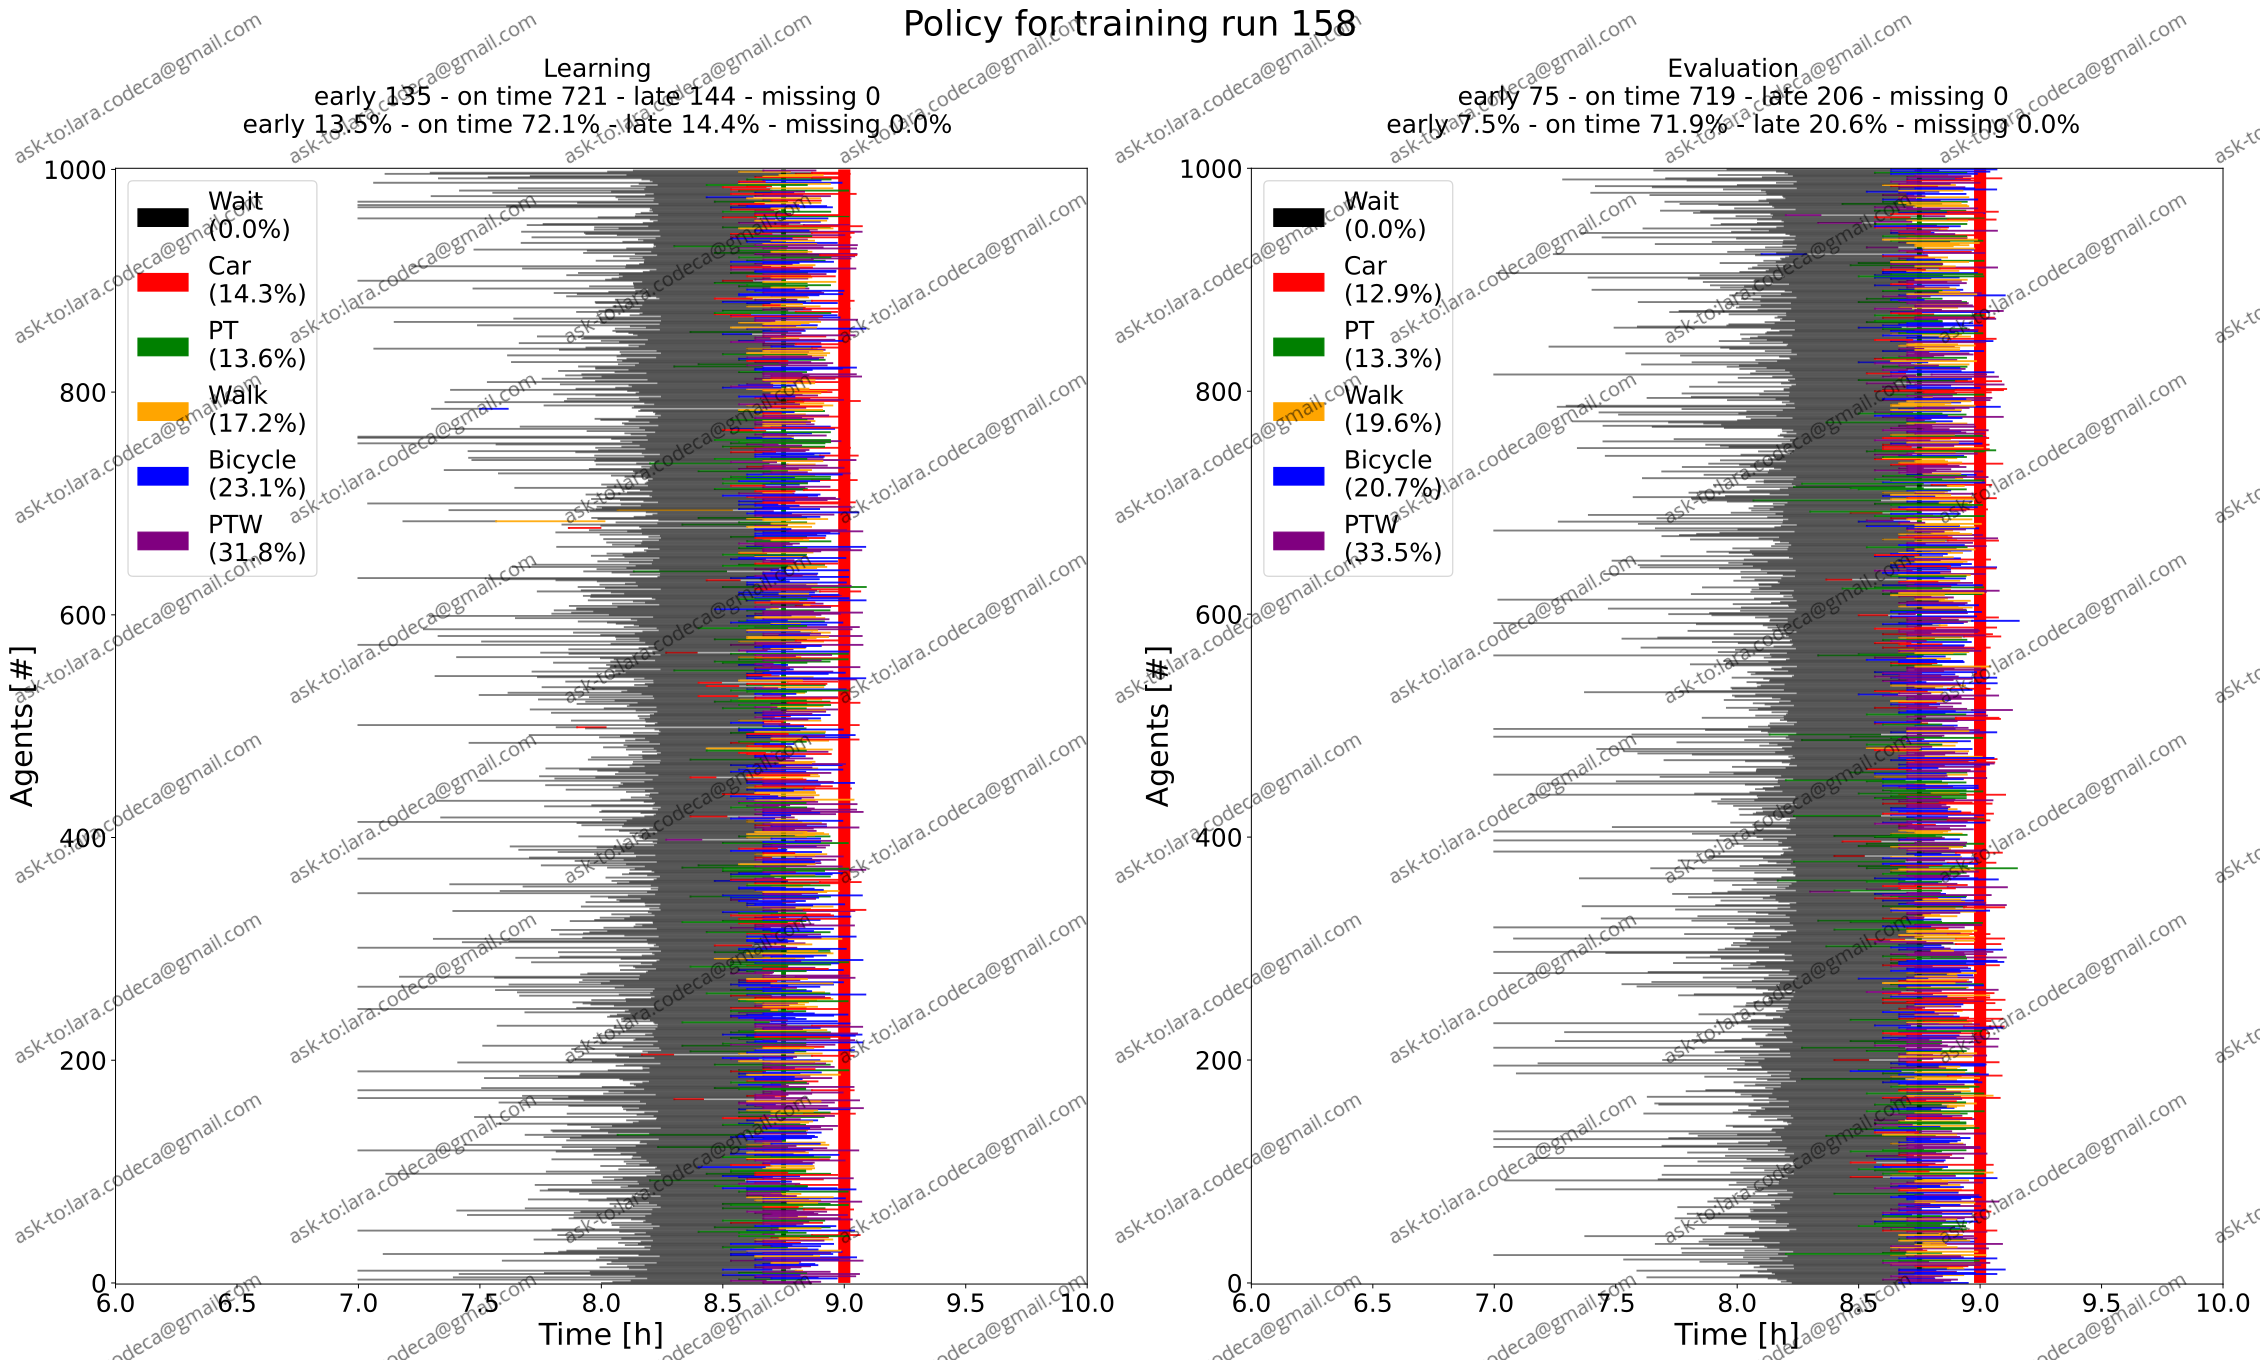 Policy for training run 158
Learning
early 135 - on time 721 - late 144 - missing 0
early 13.5% - on time 72.1% - late 14.4% - missing 0.0%
Evaluation
early 75 - on time 719 - late 206 - missing 0
early 7.5% - on time 71.9% - late 20.6% - missing 0.0%
Agents [#]
1000
800
600
400
200
0
Wait
(0.0%)
Car
(14.3%)
PT
(13.6%)
Walk
(17.2%)
Bicycle
(23.1%)
PTW
(31.8%)
6.0 6.5 7.0 7.5 8.0 8.5 9.0 9.5 10.0
Time [h]
Agents [#]
1000
800
600
400
200
0
Wait
(0.0%)
Car
(12.9%)
PT
(13.3%)
Walk
(19.6%)
Bicycle
(20.7%)
PTW
(33.5%)
6.0 6.5 7.0 7.5 8.0 8.5 9.0 9.5 10.0
Time [h]
ask-to:lara.codeca@gmail.com